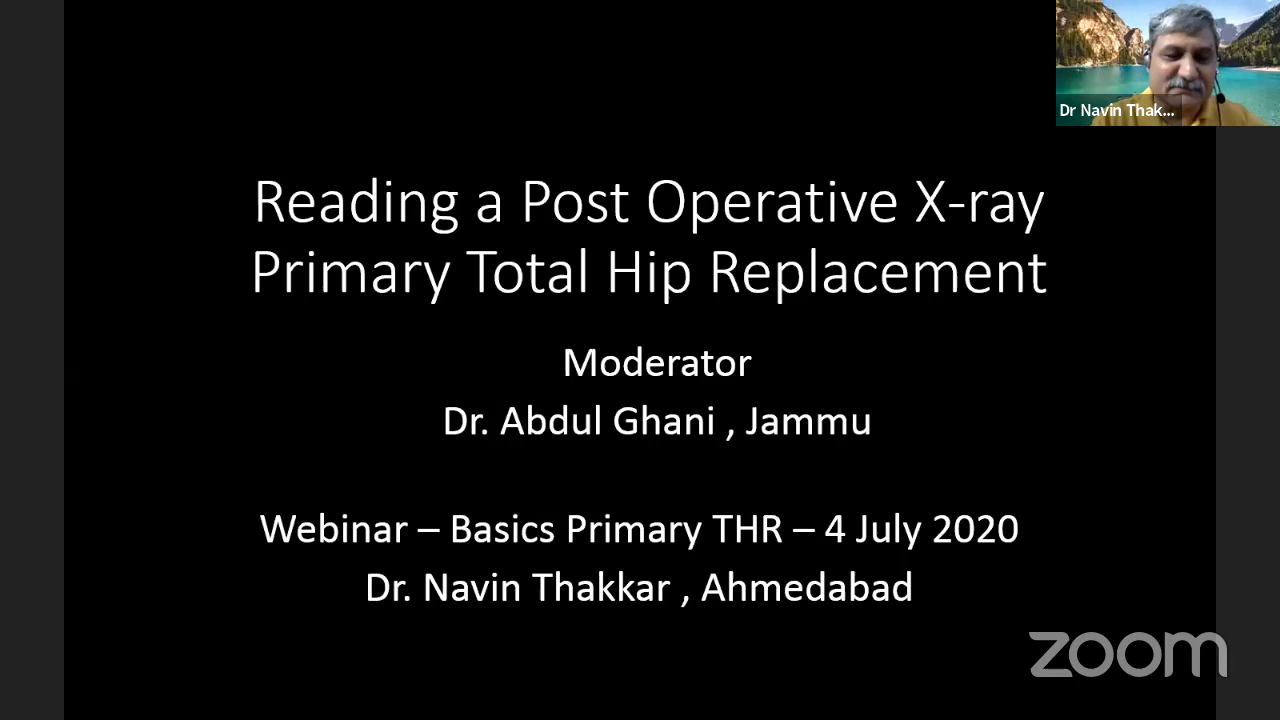 Dr Navin Thak...
Reading a Post Operative X-ray
Primary Total Hip Replacement
Moderator
Dr. Abdul Ghani , Jammu
Webinar – Basics Primary THR – 4 July 2020
Dr. Navin Thakkar , Ahmedabad
zoom